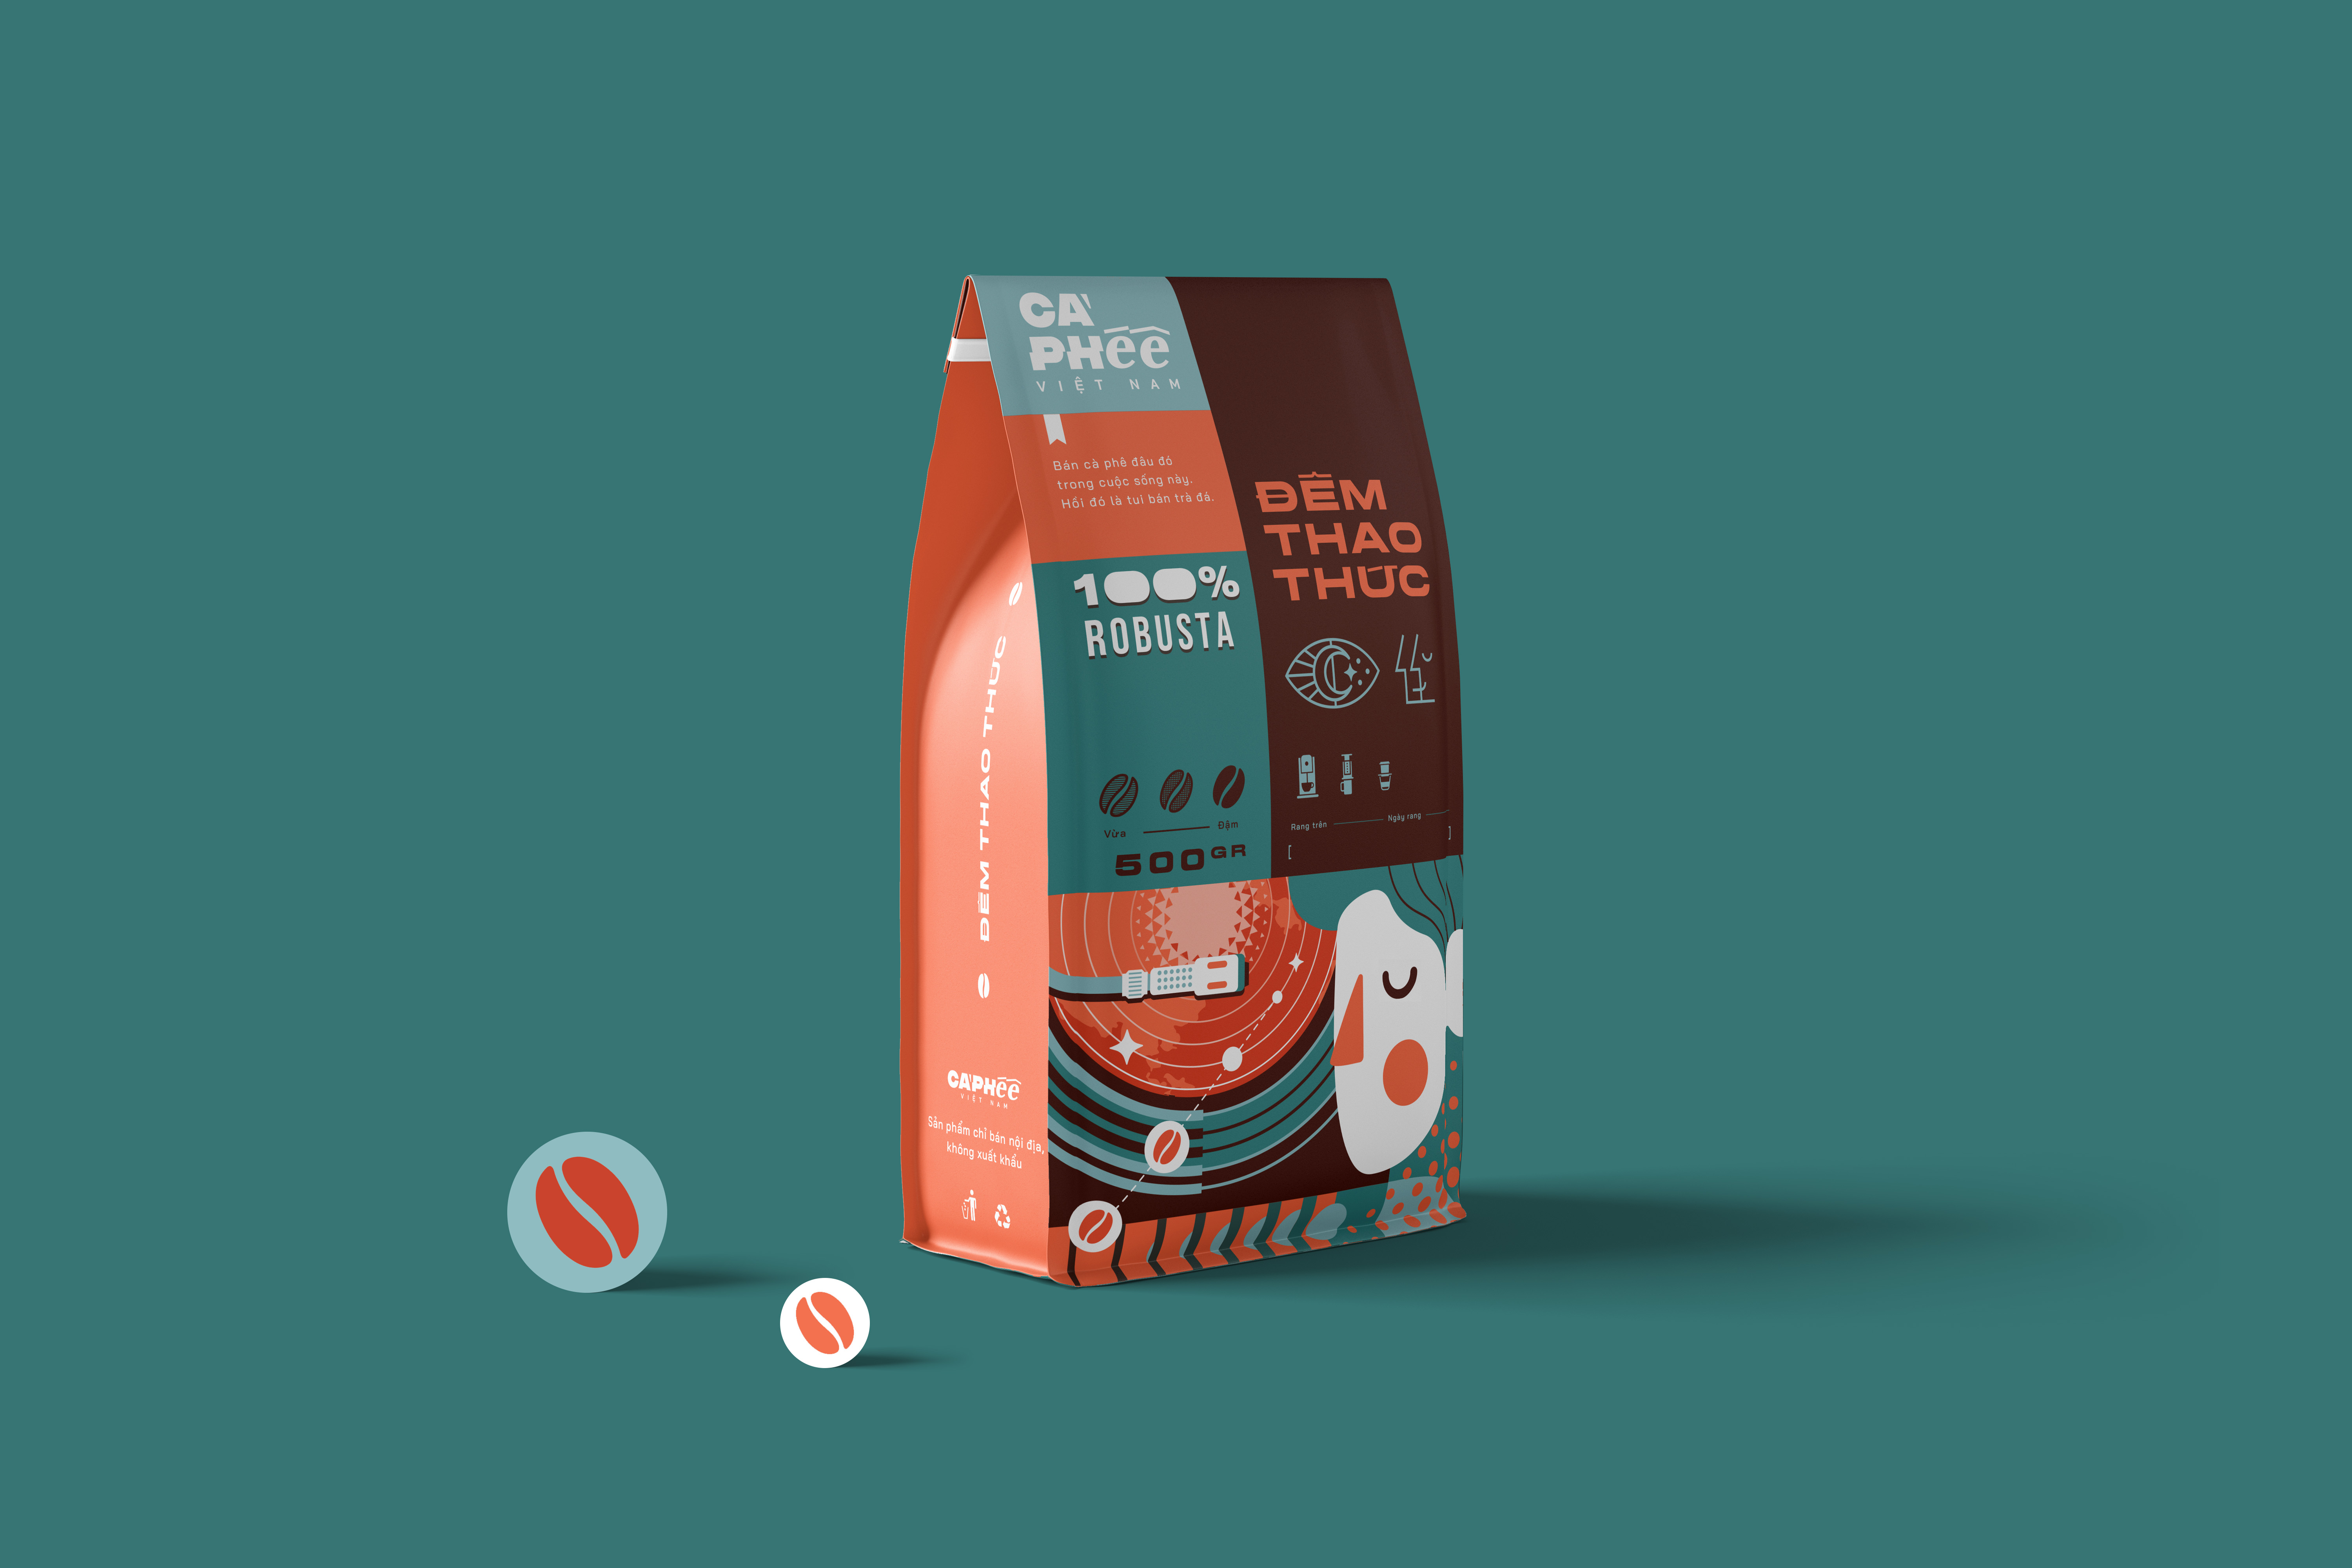 CÀ
PHêê
VIỆT NAM
Bán cà phê đâu đó
trong cuộc sống này.
Hồi đó là tui bán trà đá.
100%
ROBUSTA
Vừa
Đậm
500GR
ĐÊM
THAO
THỨC
Rang trên
Ngày rang
[ ]
ĐÊM THAO THỨC
CÀPHêê
VIỆT NAM
Sản phẩm chỉ bán nội địa,
không xuất khẩu